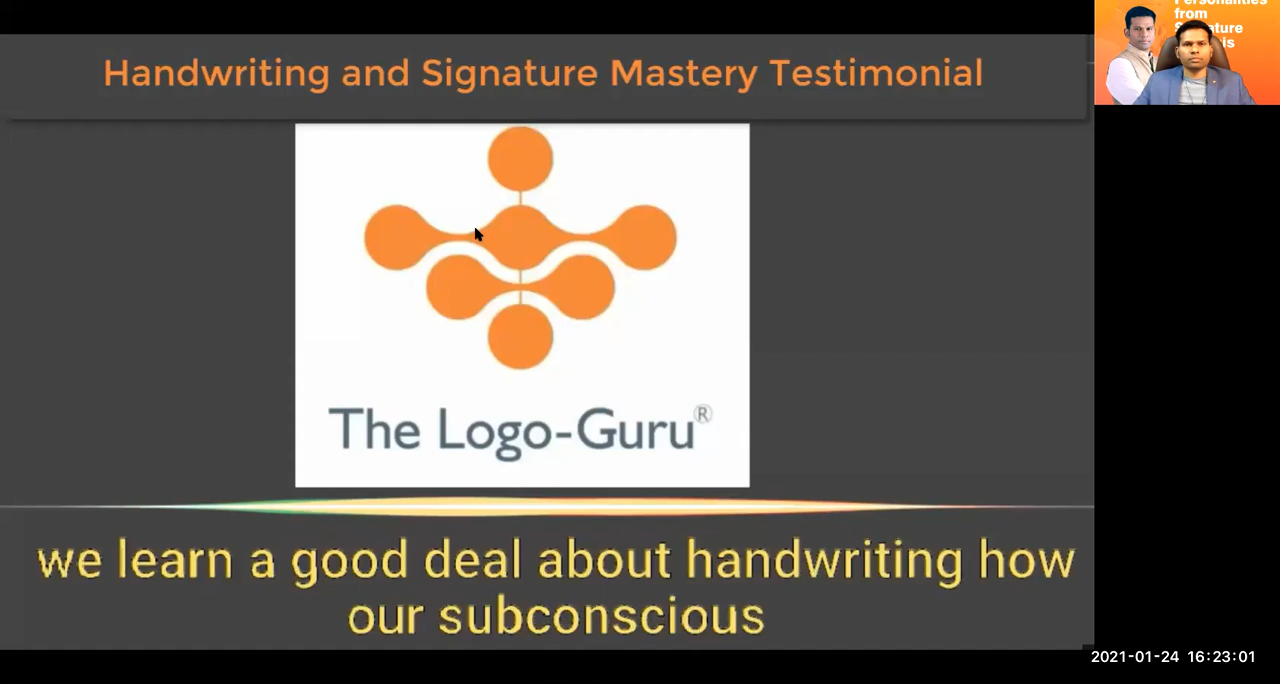 Handwriting and Signature Mastery Testimonial
from
The Logo-Guru®
we learn a good deal about handwriting how
our subconscious
2021-01-24 16:23:01